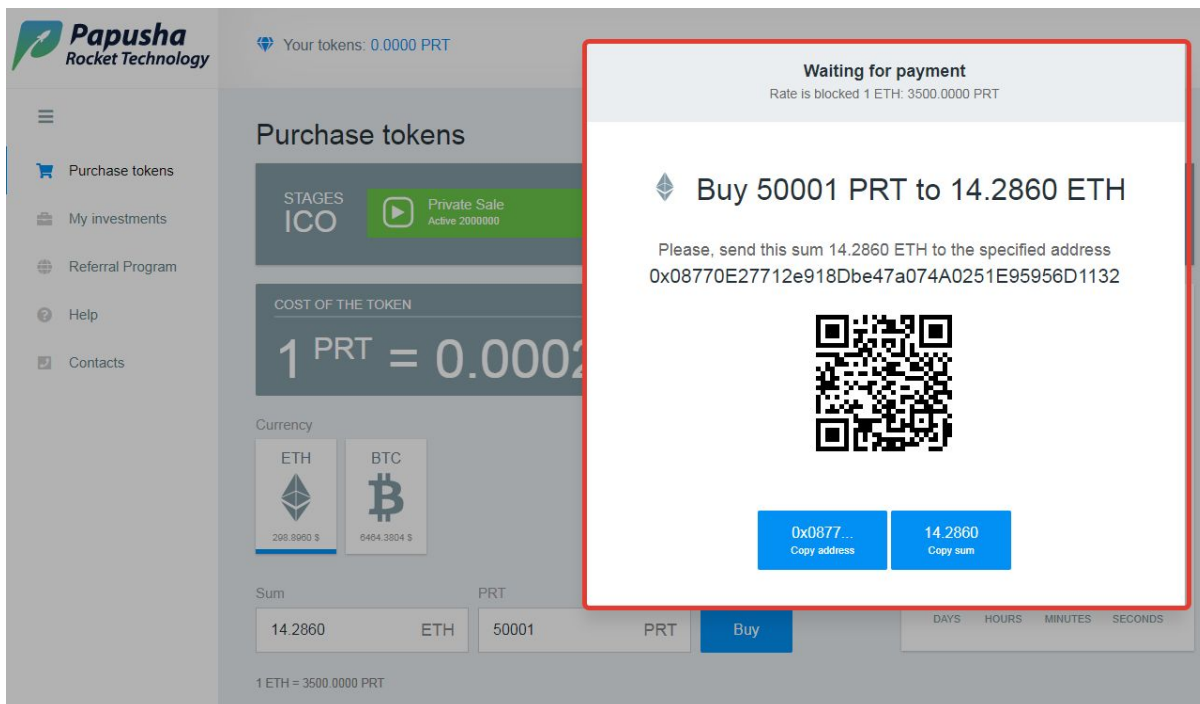 Papusha
Rocket Technology
Your tokens: 0.0000 PRT
Purchase tokens
My investments
Referral Program
Help
Contacts
Purchase tokens
STAGES
ICO
Private Sale
Active 2000000
COST OF THE TOKEN
1 PRT = 0.0002
Currency
ETH
298.8960 $
BTC
6464.3804 $
Sum
14.2860 ETH
PRT
50001 PRT
Buy
1 ETH = 3500.0000 PRT
Waiting for payment
Rate is blocked 1 ETH: 3500.0000 PRT
Buy 50001 PRT to 14.2860 ETH
Please, send this sum 14.2860 ETH to the specified address
0x08770E27712e918Dbe47a074A0251E95956D1132
0x0877...
Copy address
14.2860
Copy sum
DAYS HOURS MINUTES SECONDS